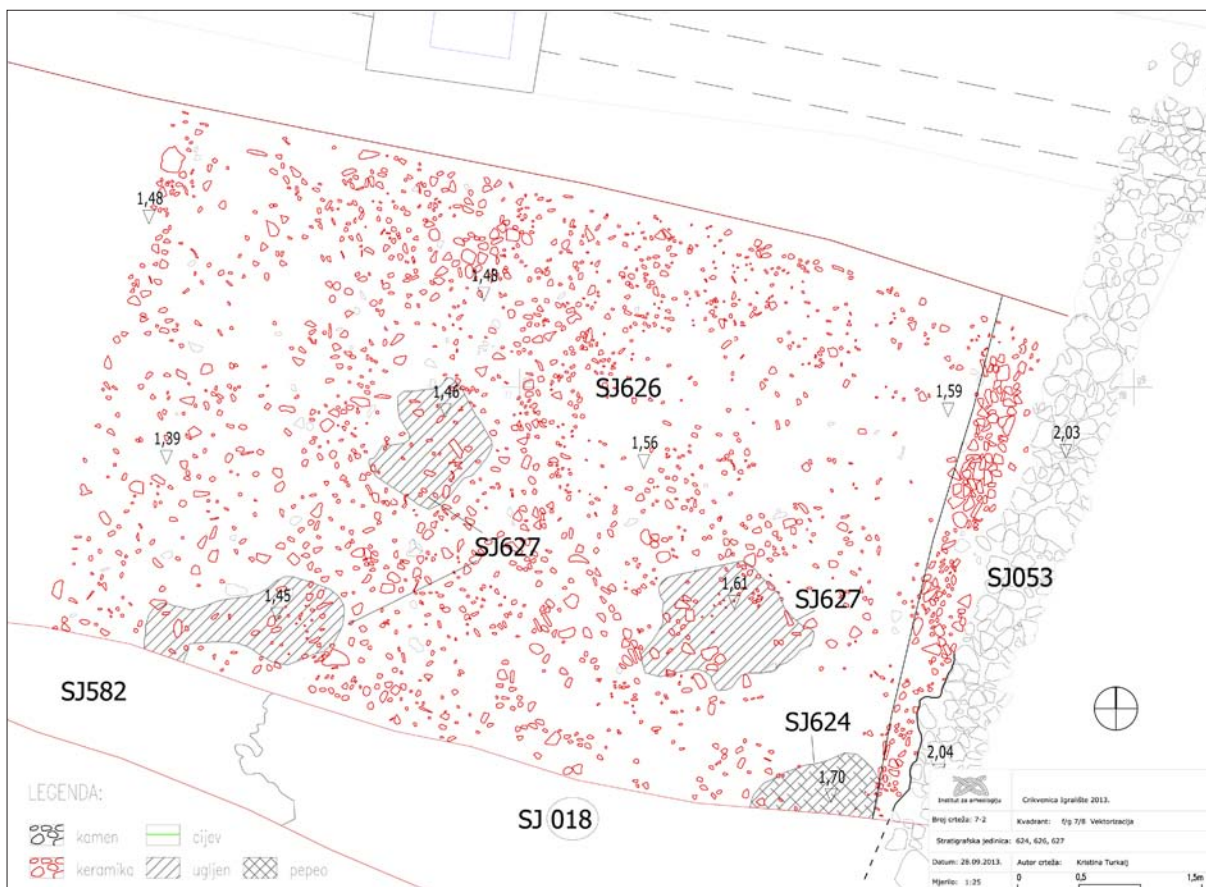 1,48
1,48
SJ626
1,46
1,59
1,39
1,56
2,03
SJ627
SJ053
1,45
1,61
SJ627
SJ582
SJ624
1,70
2,04
SJ 018
LEGENDA:
kamen
cijev
keramika
ugljen
pepeo
Institut za arheologiju
Crikvenica Igralište 2013.
Broj crteža: 7-2
Kvadrant: f/g 7/8 Vektorizacija
Stratigrafska jedinica: 624, 626, 627
Datum: 28.09.2013.
Autor crteža: Kristina Turkalj
Mjerilo: 1:25
0 0,5 1,5m